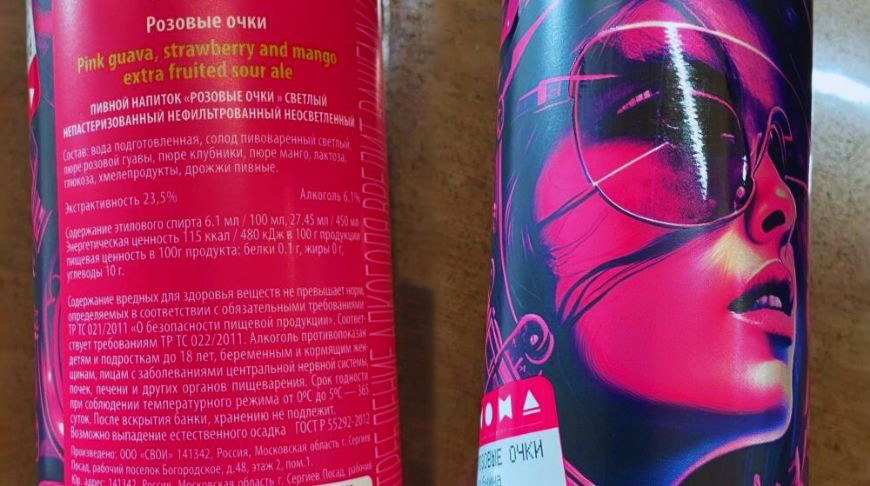 Розовые очки
Pink guava, strawberry and mango
extra fruited sour ale
ПИВНОЙ НАПИТОК «РОЗОВЫЕ ОЧКИ » СВЕТЛЫЙ
НЕПАСТЕРИЗОВАННЫЙ НЕФИЛЬТРОВАННЫЙ НЕОСВЕТЛЕННЫЙ
Состав: вода подготовленная, солод пивоваренный светлый,
пюре розовой гуавы, пюре клубники, пюре манго, лактоза,
глюкоза, хмелепродукты, дрожжи пивные.
Экстрактивность 23,5% Алкоголь 6.1%
Содержание этилового спирта 6.1 мл / 100 мл, 27.45 мл / 450 мл
Энергетическая ценность 115 ккал / 480 кДж в 100 г продукции
пищевая ценность в 100г продукта: белки 0.1 г, жиры 0 г,
углеводы 10 г.
Содержание вредных для здоровья веществ не превышает норм,
определяемых в соответствии с обязательными требованиями
ТР ТС 021/2011 «О безопасности пищевой продукции». Соответ-
ствует требованиям ТР ТС 022/2011. Алкоголь противопоказан
детям и подросткам до 18 лет, беременным и кормящим жен-
щинам, лицам с заболеваниями центральной нервной системы,
почек, печени и других органов пищеварения. Срок годности
при соблюдении температурного режима от 0ºС до 5ºС — 365
суток. После вскрытия банки, хранению не подлежит.
Возможно выпадение естественного осадка ГОСТ Р 55292-2012
Произведено: ООО «СВОИ» 141342, Россия, Московская область г. Сергиев
Посад, рабочий поселок Богородское, д.48, этаж 2, пом.1.
Юр. адрес: 141342 Россия, Московская область г. Сергиев Посад, рабочий
ОЧКИ